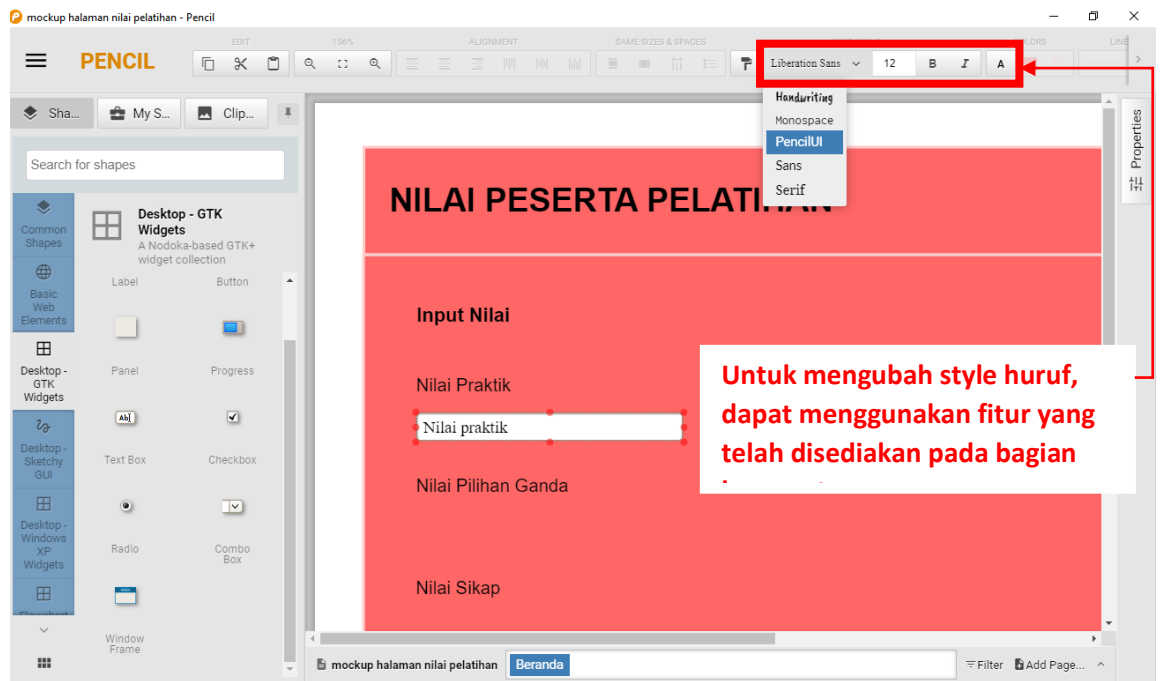 mockup halaman nilai pelatihan - Pencil
EDIT
156%
ALIGNMENT
SAME SIZES & SPACES
LINE
PENCIL
Liberation Sans
12
B
I
A
Sha...
My S...
Clip...
Handwriting
Monospace
PencilUI
Sans
Serif
Properties
Search for shapes
Common
Shapes
Basic
Web
Elements
Desktop -
GTK
Widgets
Desktop -
Sketchy
GUI
Desktop -
Windows
XP
Widgets
Desktop - GTK
Widgets
A Nodoka-based GTK+
widget collection
Label
Button
Panel
Progress
Text Box
Checkbox
Radio
Combo
Box
Window
Frame
NILAI PESERTA
Input Nilai
Nilai Praktik
Nilai praktik
Nilai Pilihan Ganda
Nilai Sikap
Untuk mengubah style huruf,
dapat menggunakan fitur yang
telah disediakan pada bagian
mockup halaman nilai pelatihan
Beranda
Filter
Add Page...